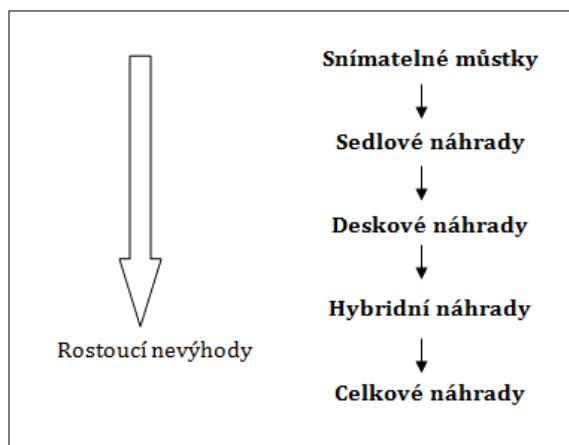 Snímatelné můstky
Sedlové náhrady
Deskové náhrady
Hybridní náhrady
Rostoucí nevýhody
Celkové náhrady